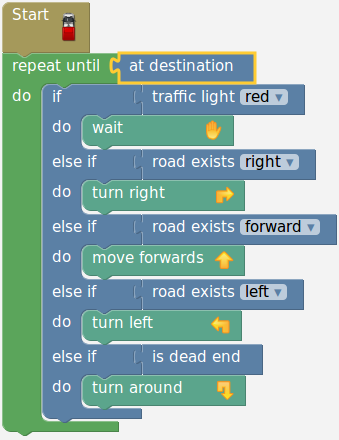 Start
repeat until at destination
do if traffic light red
do wait
else if road exists right
do turn right
else if road exists forward
do move forwards
else if road exists left
do turn left
else if is dead end
do turn around